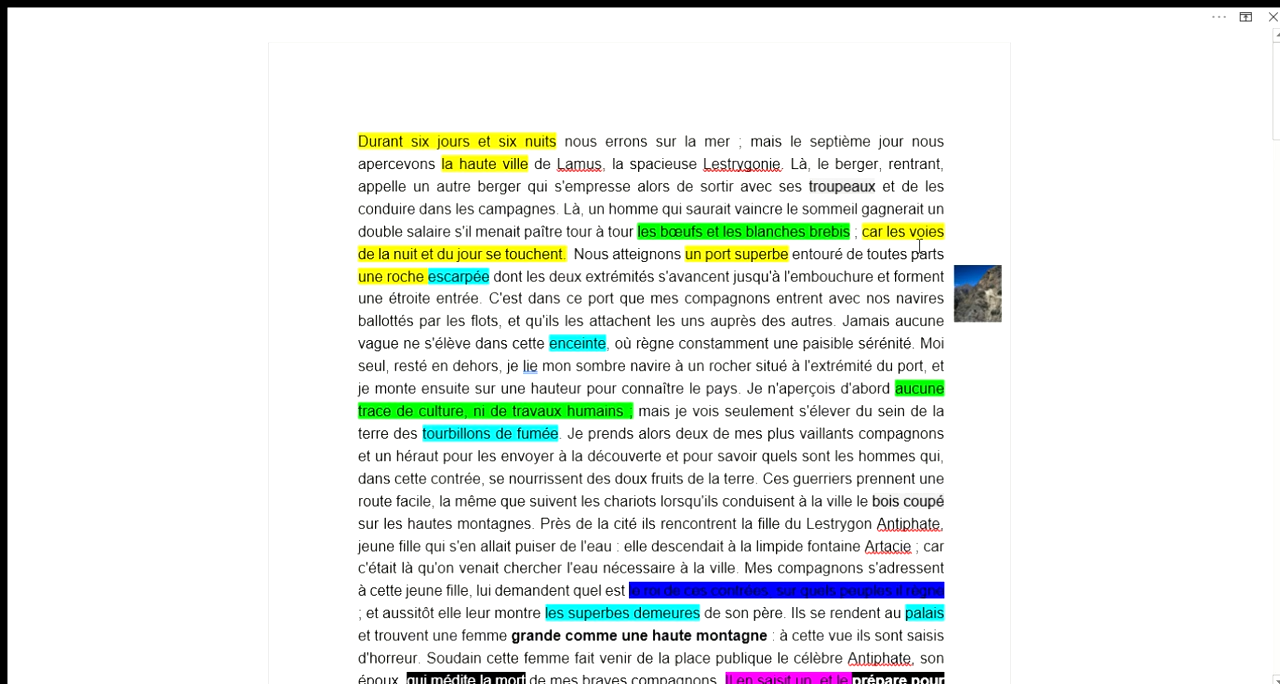 Durant six jours et six nuits nous errons sur la mer ; mais le septième jour nous
apercevons la haute ville de Lamus, la spacieuse Lestrygonie. Là, le berger, rentrant,
appelle un autre berger qui s'empresse alors de sortir avec ses troupeaux et de les
conduire dans les campagnes. Là, un homme qui saurait vaincre le sommeil gagnerait un
double salaire s'il menait paître tour à tour les bœufs et les blanches brebis ; car les voies
de la nuit et du jour se touchent. Nous atteignons un port superbe entouré de toutes parts
une roche escarpée dont les deux extrémités s'avancent jusqu'à l'embouchure et forment
une étroite entrée. C'est dans ce port que mes compagnons entrent avec nos navires
ballottés par les flots, et qu'ils les attachent les uns auprès des autres. Jamais aucune
vague ne s'élève dans cette enceinte, où règne constamment une paisible sérénité. Moi
seul, resté en dehors, je lie mon sombre navire à un rocher situé à l'extrémité du port, et
je monte ensuite sur une hauteur pour connaître le pays. Je n'aperçois d'abord aucune
trace de culture, ni de travaux humains ; mais je vois seulement s'élever du sein de la
terre des tourbillons de fumée. Je prends alors deux de mes plus vaillants compagnons
et un héraut pour les envoyer à la découverte et pour savoir quels sont les hommes qui,
dans cette contrée, se nourrissent des doux fruits de la terre. Ces guerriers prennent une
route facile, la même que suivent les chariots lorsqu'ils conduisent à la ville le bois coupé
sur les hautes montagnes. Près de la cité ils rencontrent la fille du Lestrygon Antiphate,
jeune fille qui s'en allait puiser de l'eau : elle descendait à la limpide fontaine Artacie ; car
c'était là qu'on venait chercher l'eau nécessaire à la ville. Mes compagnons s'adressent
à cette jeune fille, lui demandent quel est le roi de ces contrées, sur quels peuples il règne
; et aussitôt elle leur montre les superbes demeures de son père. Ils se rendent au palais
et trouvent une femme grande comme une haute montagne : à cette vue ils sont saisis
d'horreur. Soudain cette femme fait venir de la place publique le célèbre Antiphate, son
époux, qui médite la mort de mes braves compagnons. Il en saisit un, et le prépare pour